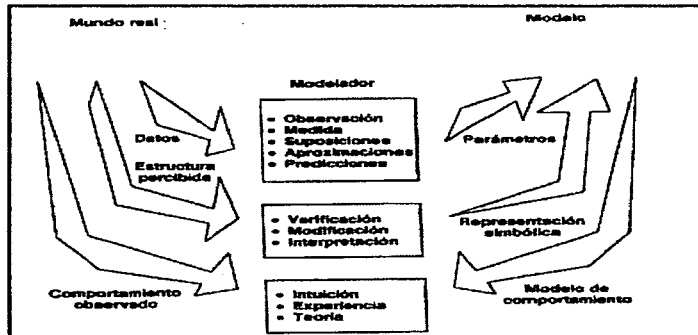 Mundo real
Modelo
Modelador
• Observación
• Medida
• Suposiciones
• Aproximaciones
• Predicciones
Datos
Estructura
percibida
Parámetros
• Verificación
• Modificación
• Interpretación
Representación
simbólica
Comportamiento
observado
• Intuición
• Experiencia
• Teoría
Modelo de
comportamiento